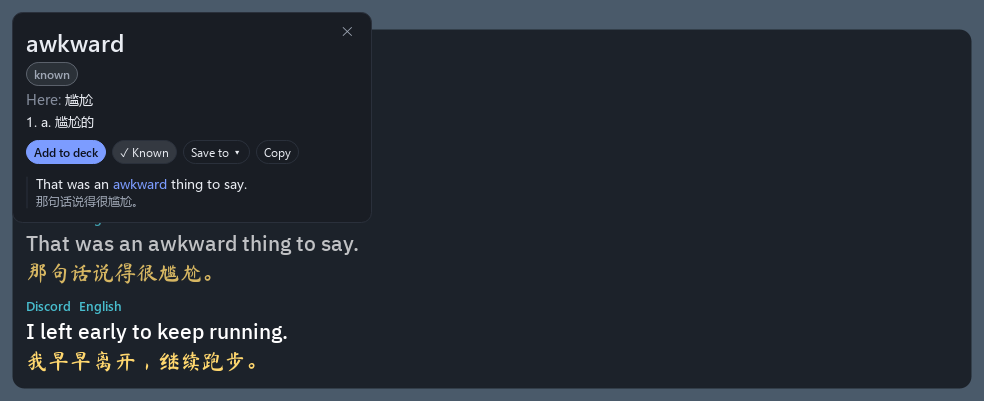 awkward
known
Here: 尴尬
1. a. 尴尬的
Add to deck ✓ Known Save to ▾ Copy
That was an awkward thing to say.
那句话说得很尴尬。
That was an awkward thing to say.
那句话说得很尴尬。
Discord English
I left early to keep running.
我早早离开，继续跑步。